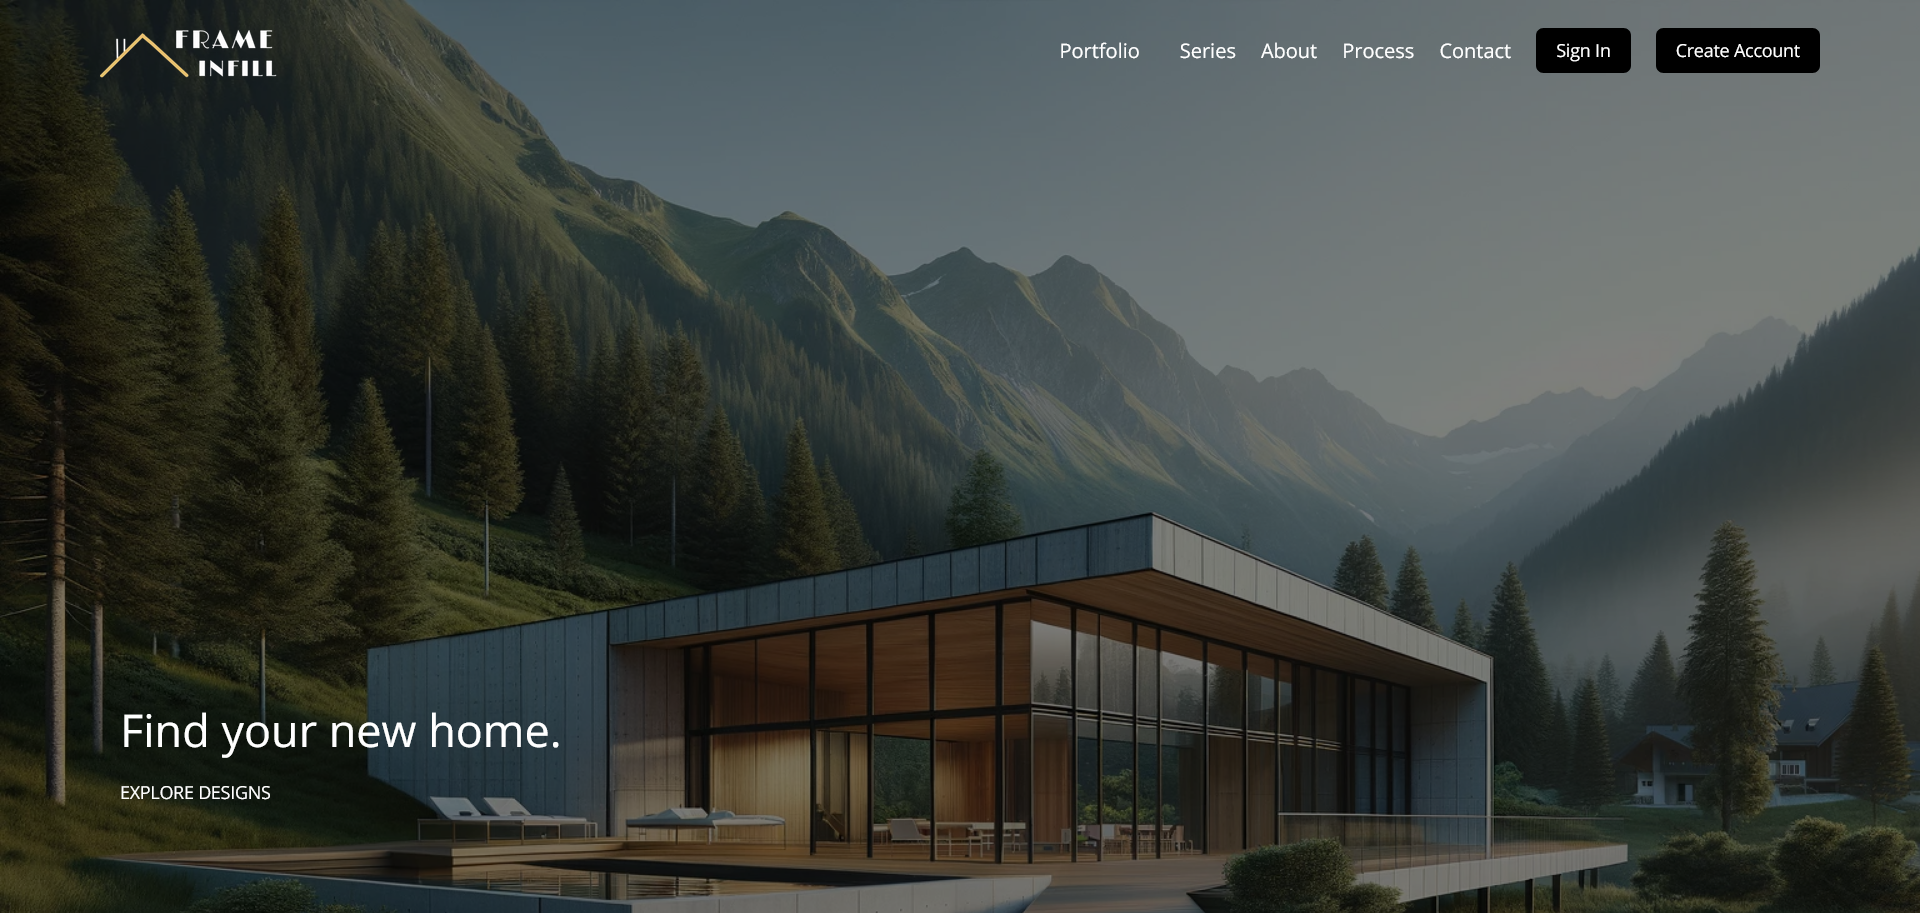 FRAME
INFILL
Portfolio Series About Process Contact Sign In Create Account
Find your new home.
EXPLORE DESIGNS